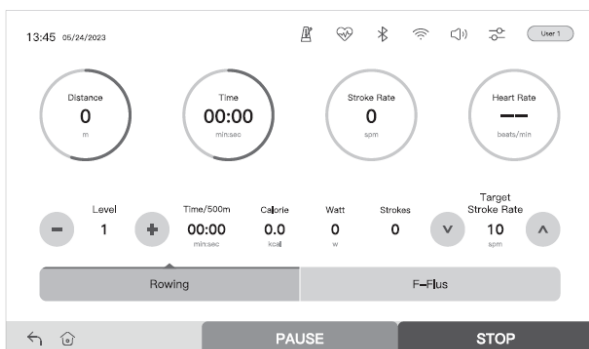 13:45 05/24/2023
User 1
Distance
0
m
Time
00:00
min:sec
Stroke Rate
0
spm
Heart Rate
--
beats/min
Level
1
Time/500m
00:00
min:sec
Calorie
0.0
kcal
Watt
0
w
Strokes
0
Target
Stroke Rate
10
spm
Rowing
F-Flus
PAUSE
STOP